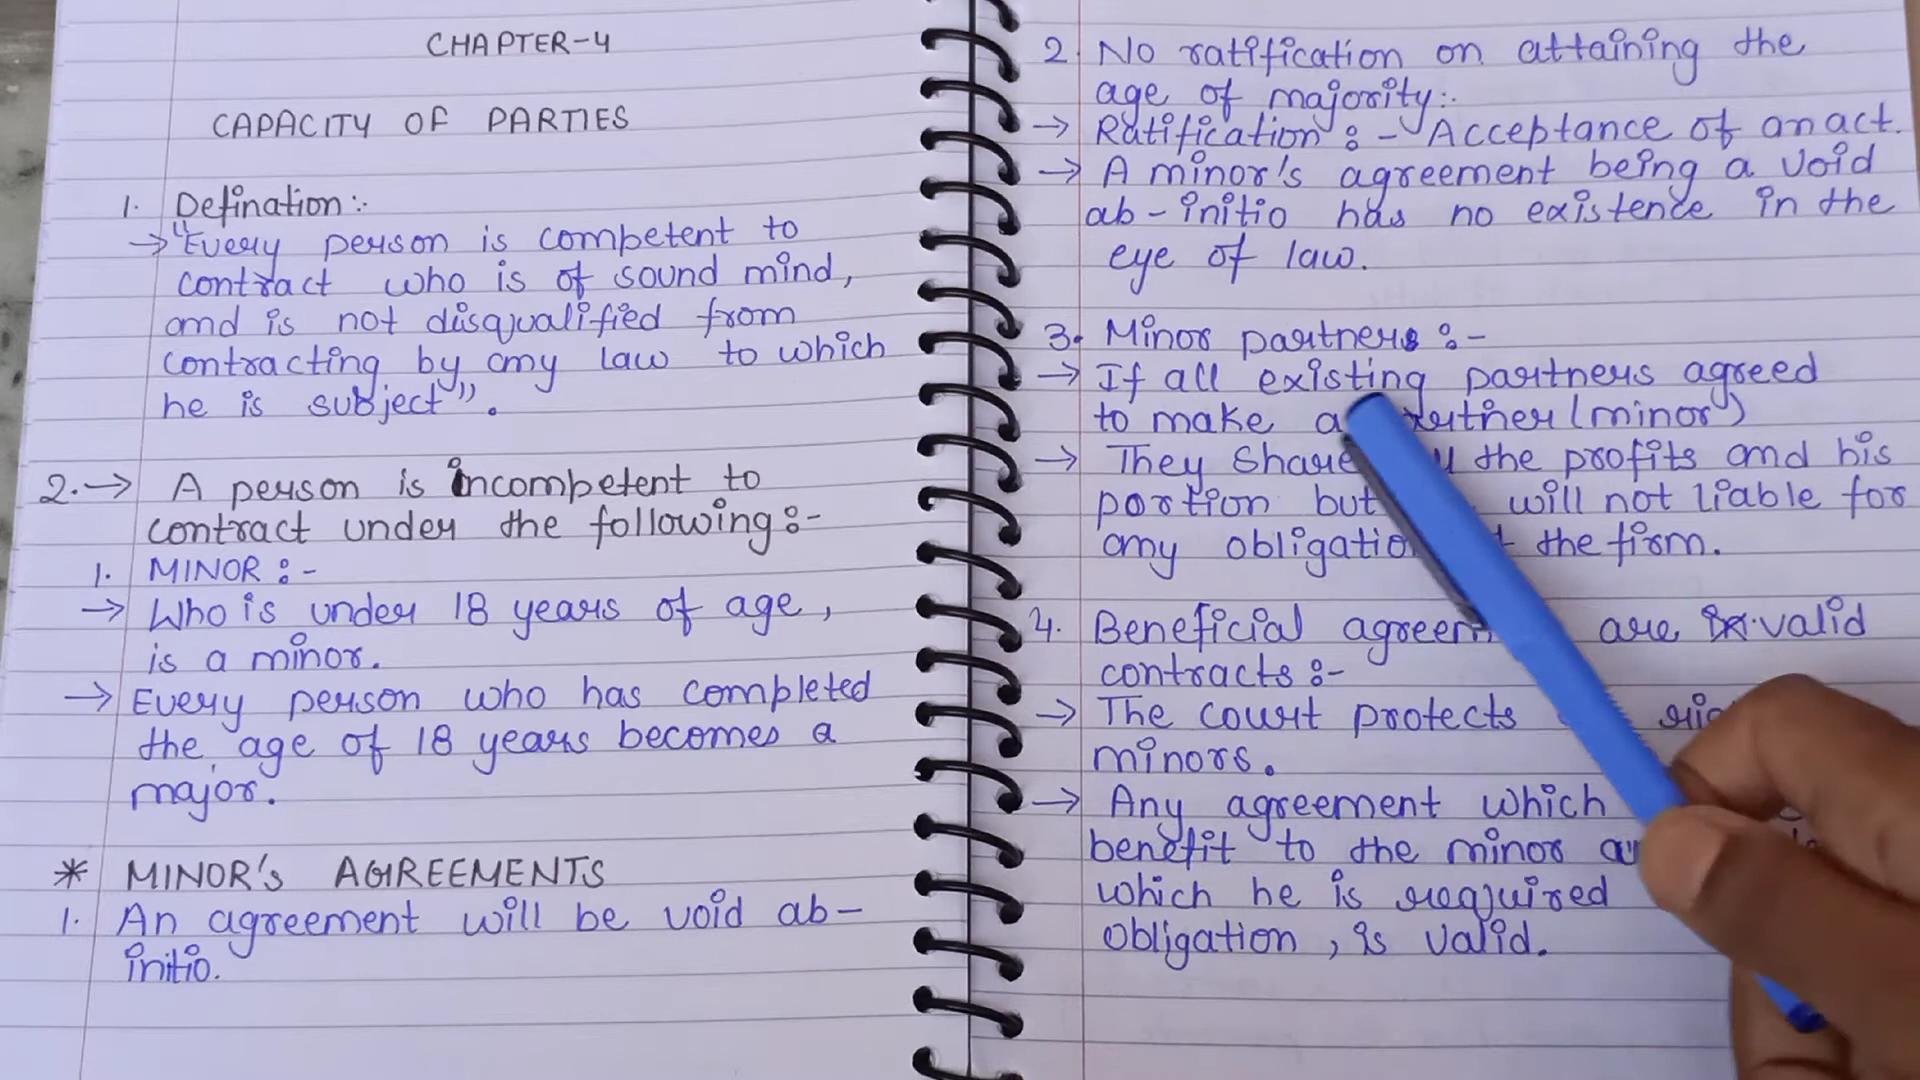 CHAPTER-4
CAPACITY OF PARTIES
1. Defination:-
→ "Every person is competent to
contract who is of sound mind,
and is not disqualified from
contracting by any law to which
he is subject".
2. → A person is incompetent to
contract under the following:-
1. MINOR :-
→ Who is under 18 years of age,
is a minor.
→ Every person who has completed
the age of 18 years becomes a
major.
* MINOR's AGREEMENTS
1. An agreement will be void ab-
initio.
2. No ratification on attaining the
age of majority:-
→ Ratification :- Acceptance of an act.
→ A minor's agreement being a void
ab-initio has no existence in the
eye of law.
3. Minor partners :-
→ If all existing partners agreed
to make a (minor)
→ They share the profits and his
portion but will not liable for
any the firm.
4. Beneficial are valid
contracts :-
→ The court protects
minors.
→ Any agreement which
benefit to the minor
which he is required
obligation, is valid.